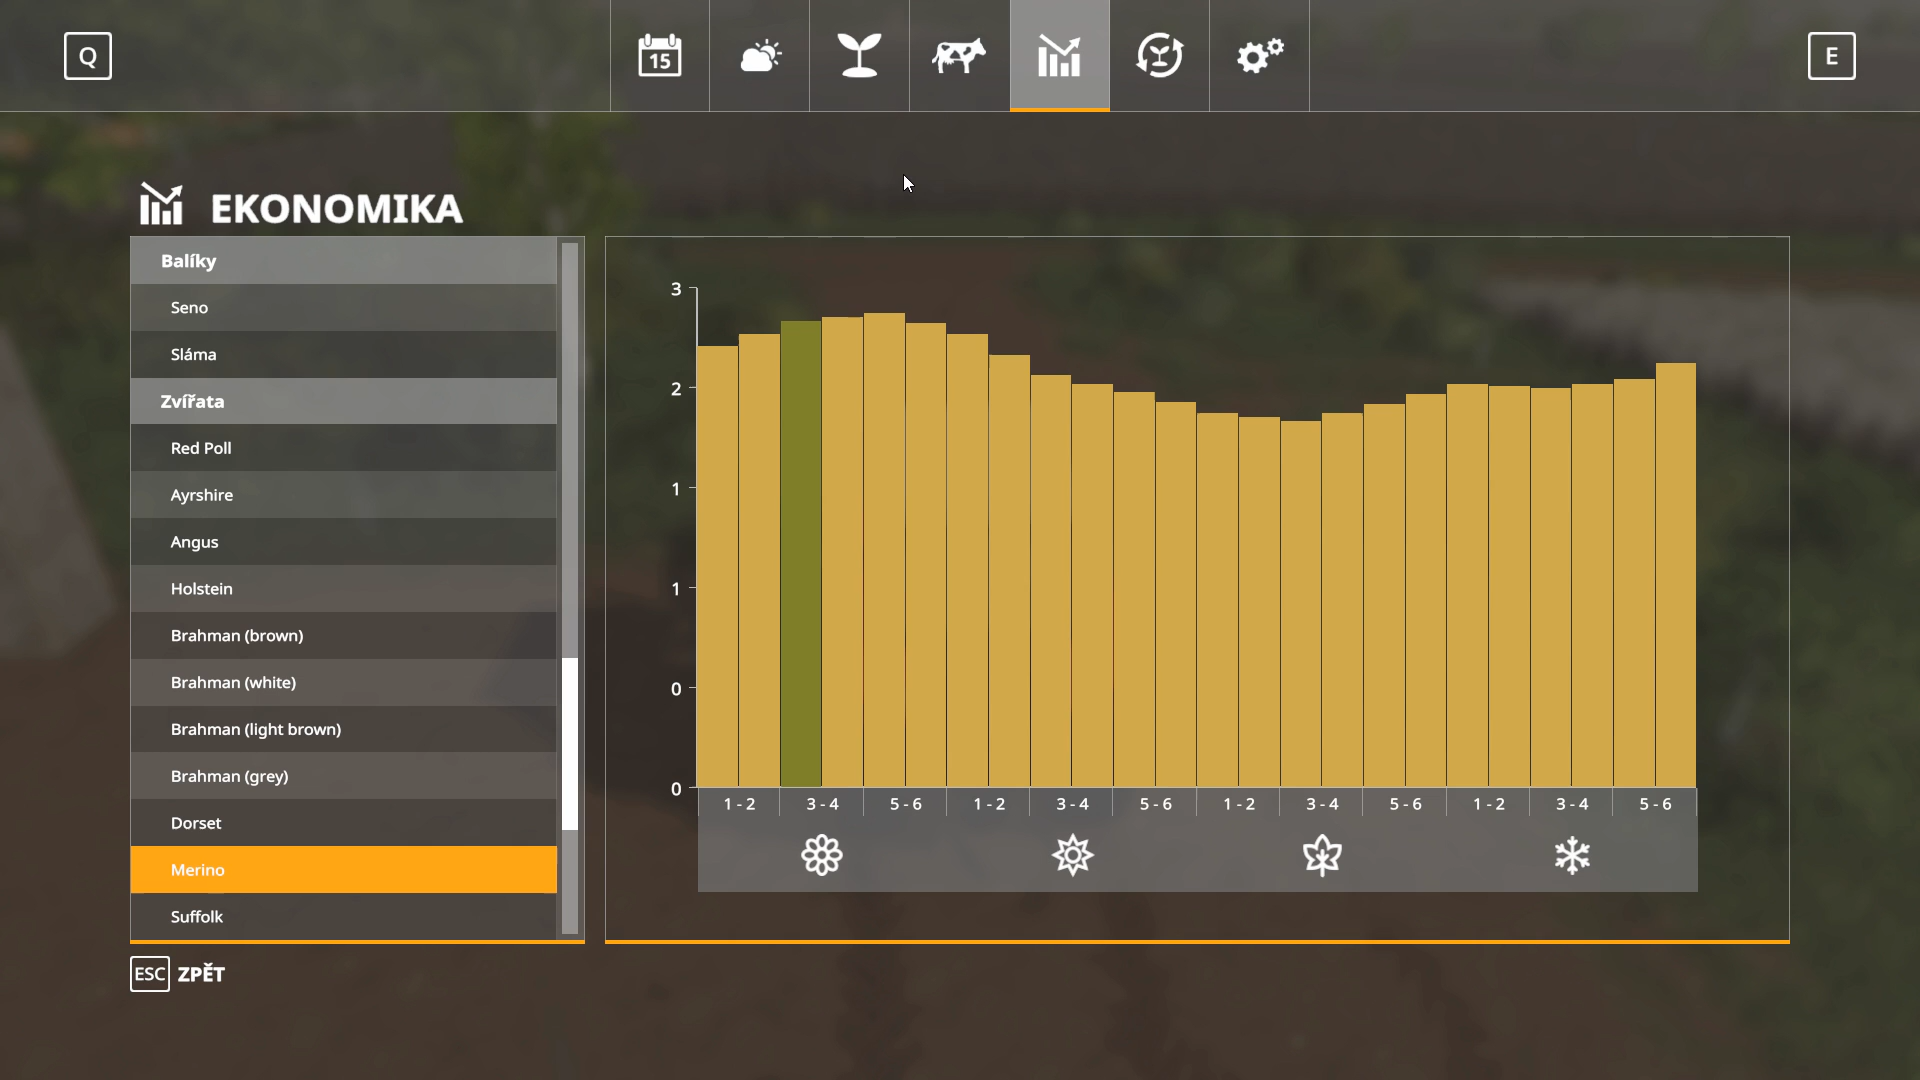 Q
15
E
EKONOMIKA
Balíky
Seno
Sláma
Zvířata
Red Poll
Ayrshire
Angus
Holstein
Brahman (brown)
Brahman (white)
Brahman (light brown)
Brahman (grey)
Dorset
Merino
Suffolk
3
2
1
1
0
0
1 - 2 3 - 4 5 - 6 1 - 2 3 - 4 5 - 6 1 - 2 3 - 4 5 - 6 1 - 2 3 - 4 5 - 6
ESC ZPĚT